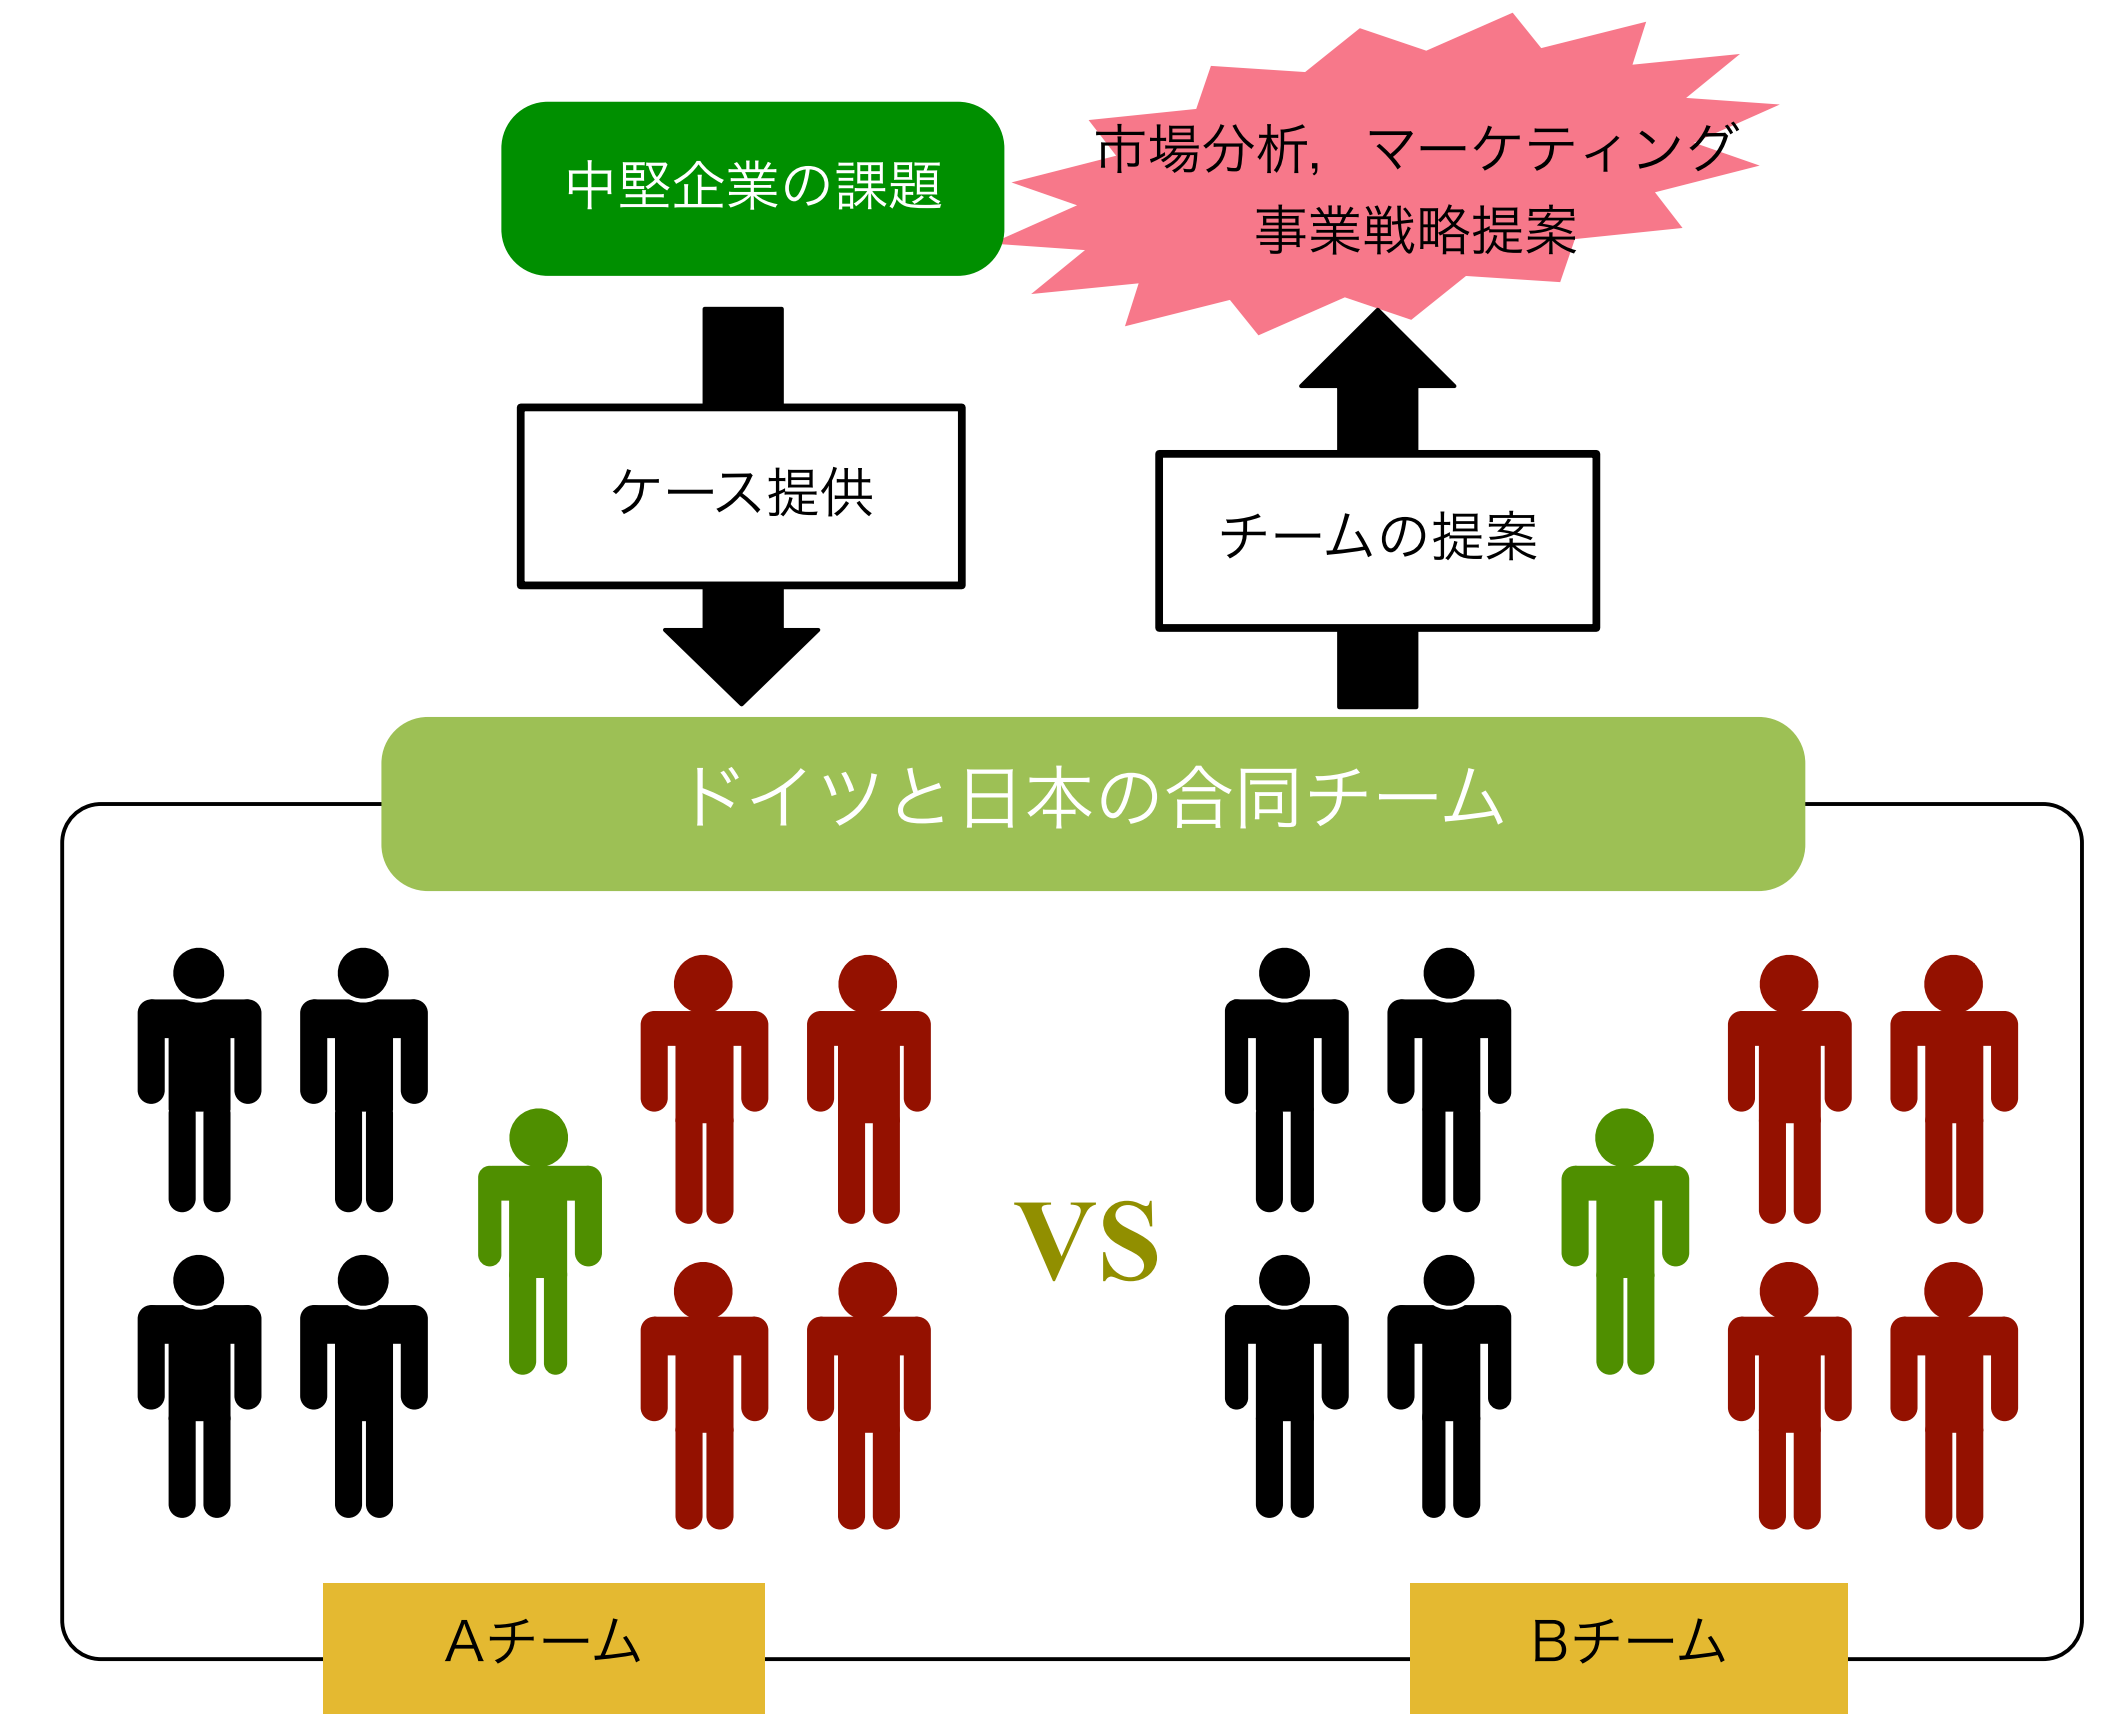 中堅企業の課題
市場分析，マーケティング
事業戦略提案
ケース提供
チームの提案
ドイツと日本の合同チーム
vs
Aチーム
Bチーム